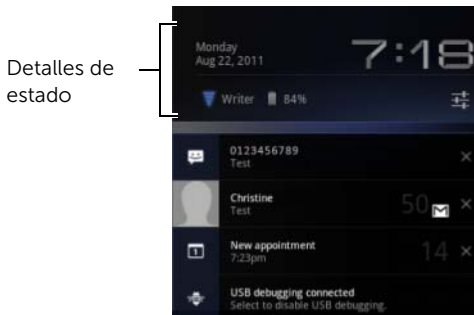 Detalles de
estado
Monday
Aug 22, 2011
7:18
Writer 84%
0123456789
Test
Christine
Test
50
1
New appointment
7:23pm
14
USB debugging connected
Select to disable USB debugging.